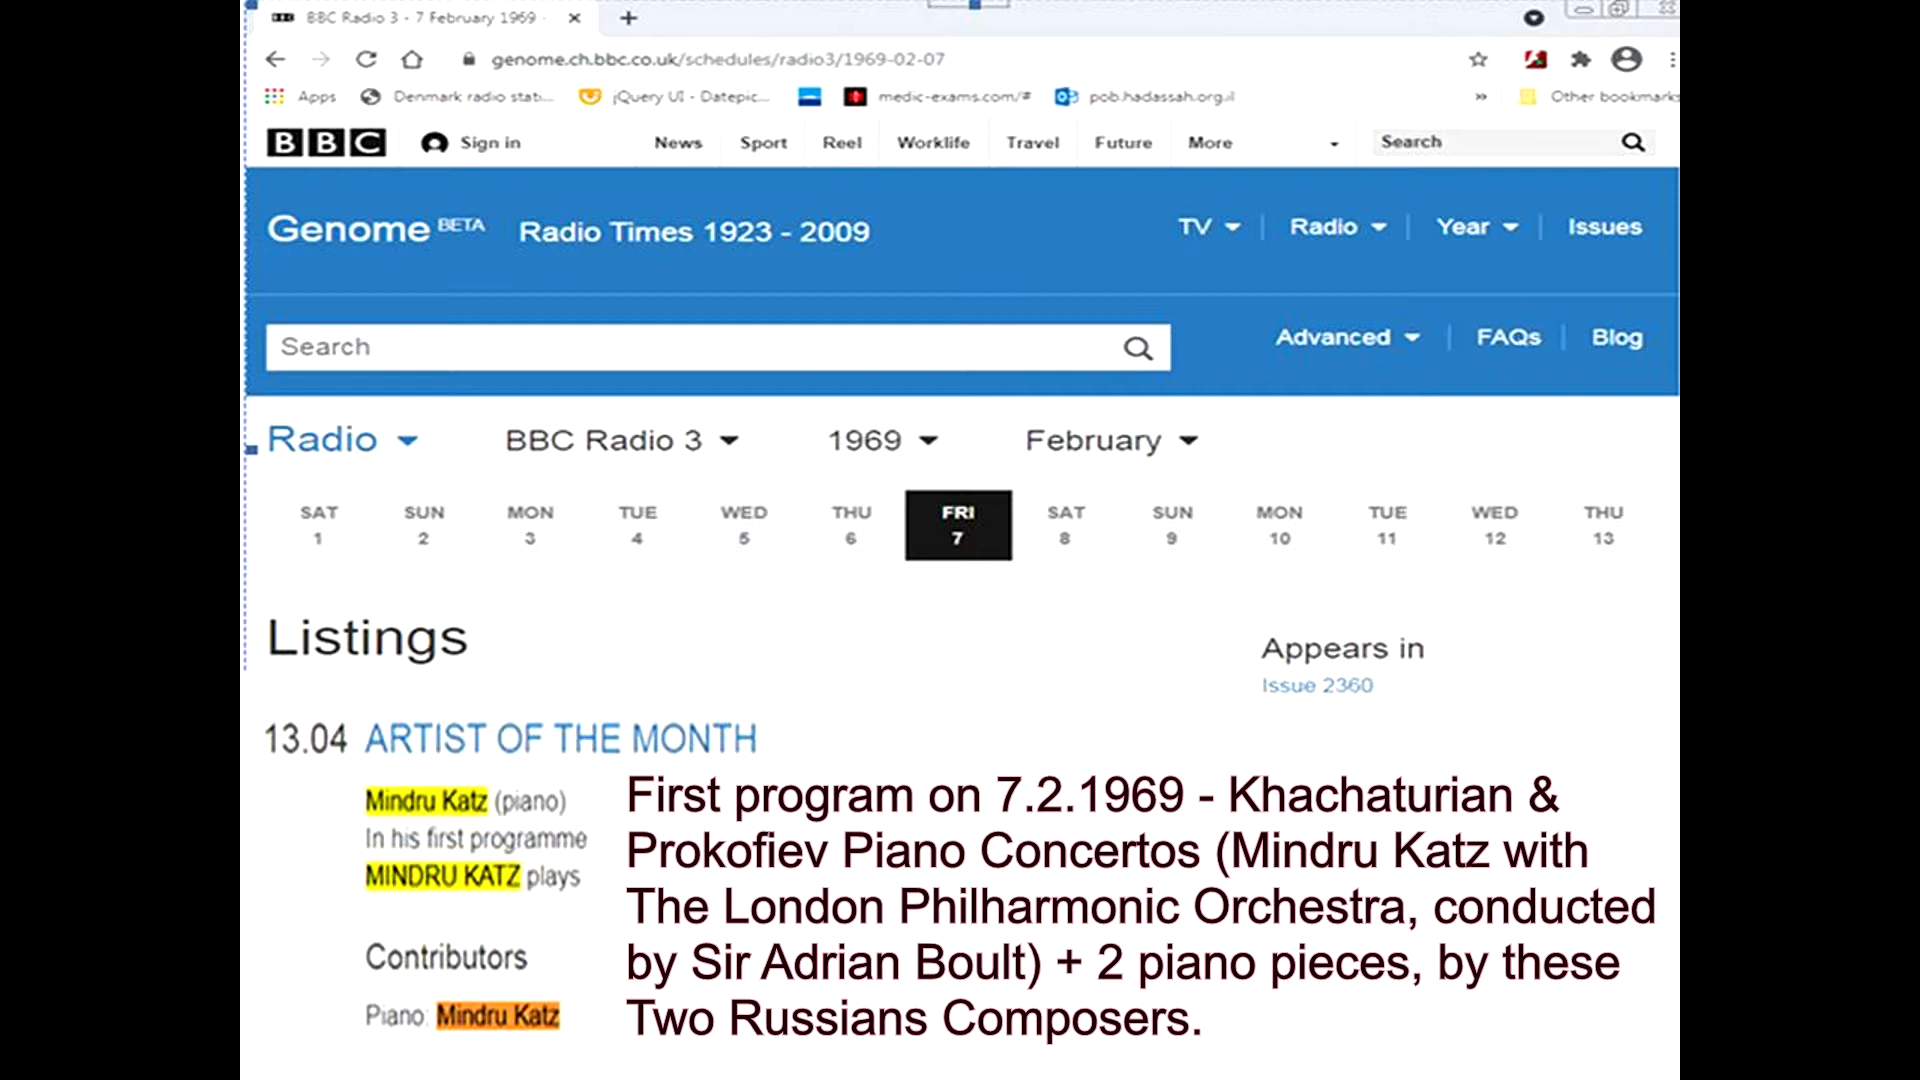 BBC Radio 3 - 7 February 1969
genome.ch.bbc.co.uk/schedules/radio3/1969-02-07
Apps Denmark radio stati... jQuery UI - Datepic... medic-exams.com/# pob.hadassah.org.il » Other bookmarks
BBC Sign in News Sport Reel Worklife Travel Future More Search
Genome BETA Radio Times 1923 - 2009 TV Radio Year Issues
Search Advanced FAQs Blog
Radio BBC Radio 3 1969 February
SAT SUN MON TUE WED THU FRI SAT SUN MON TUE WED THU
1 2 3 4 5 6 7 8 9 10 11 12 13
Listings
Appears in
Issue 2360
13.04 ARTIST OF THE MONTH
Mindru Katz (piano)
In his first programme
MINDRU KATZ plays
Contributors
Piano: Mindru Katz
First program on 7.2.1969 - Khachaturian &
Prokofiev Piano Concertos (Mindru Katz with
The London Philharmonic Orchestra, conducted
by Sir Adrian Boult) + 2 piano pieces, by these
Two Russians Composers.